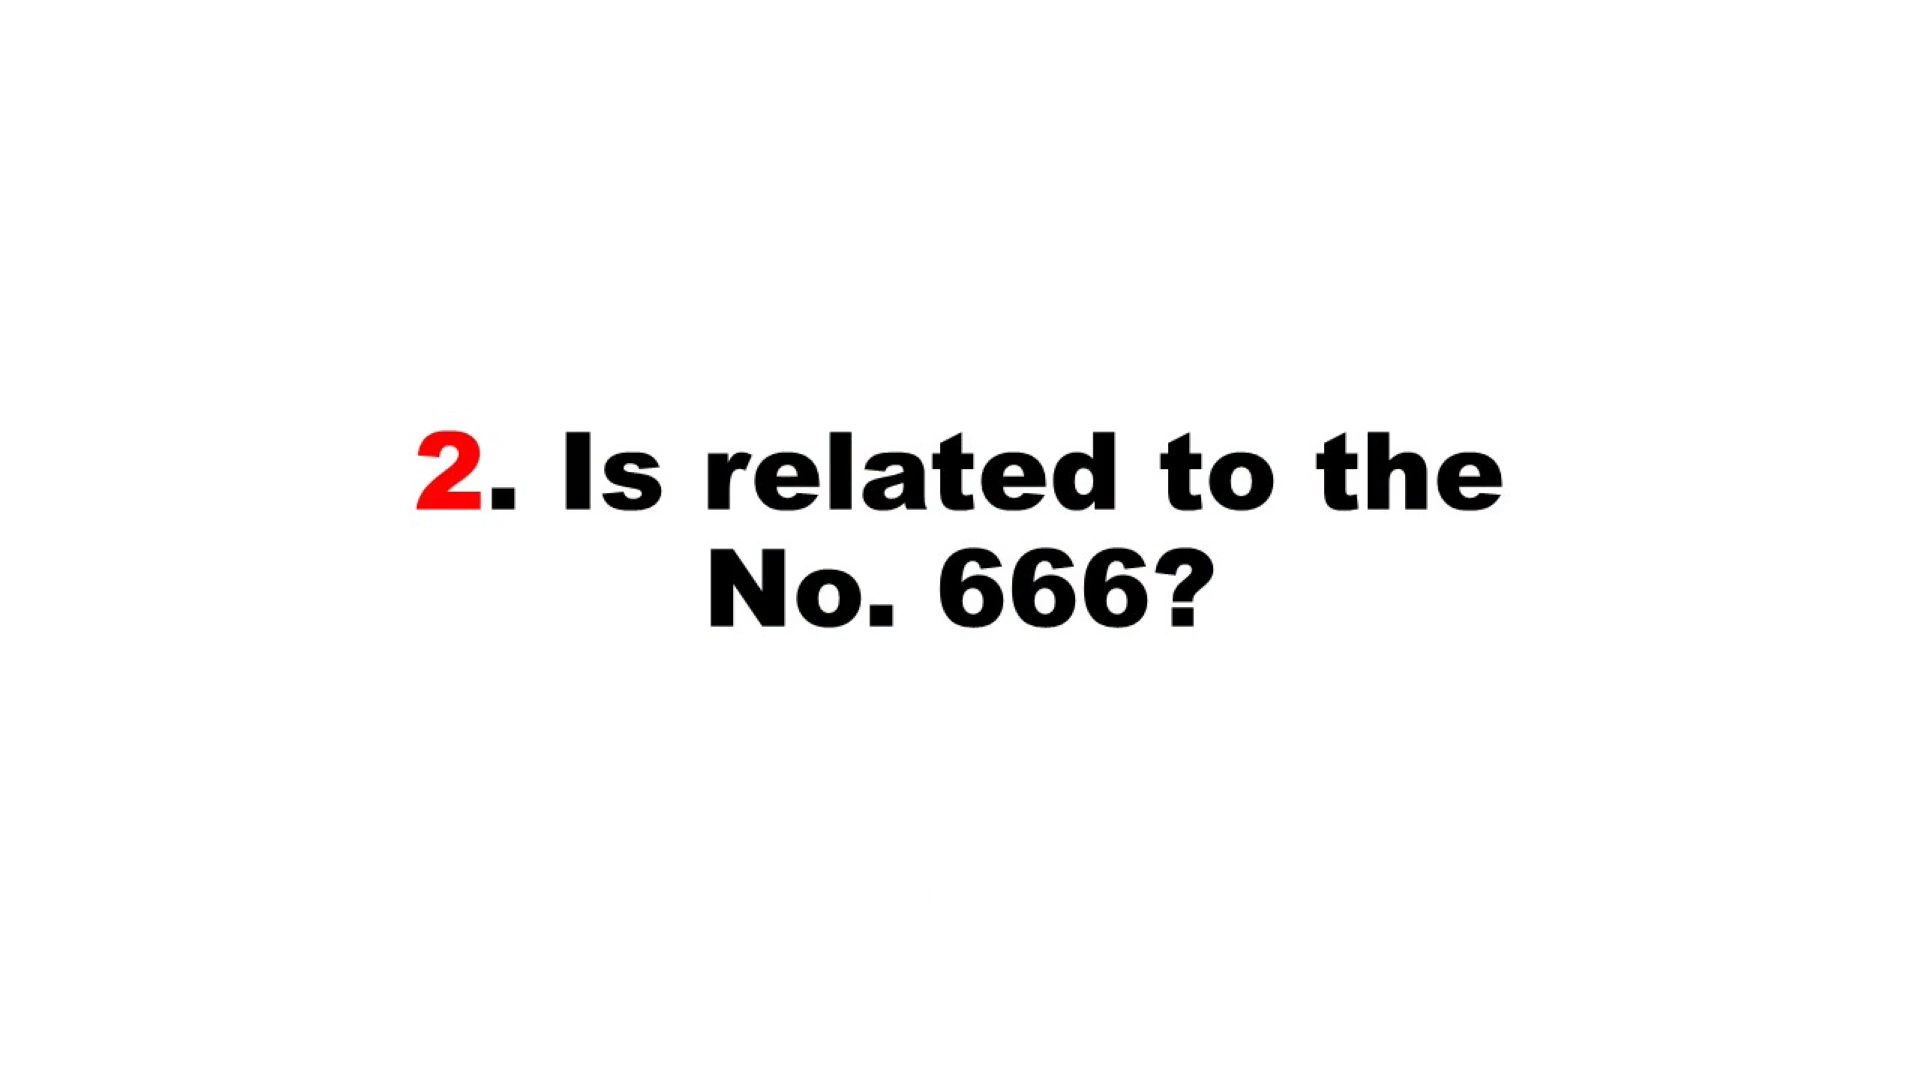 2. Is related to the
No. 666?